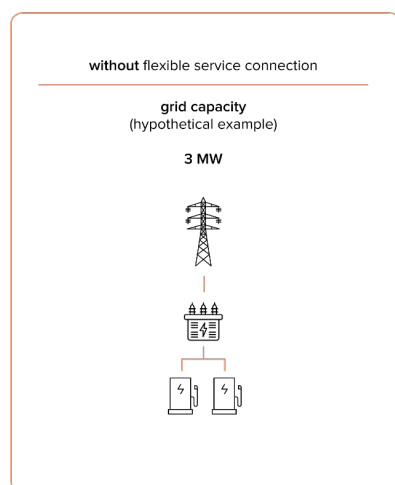 without flexible service connection
grid capacity
(hypothetical example)
3 MW